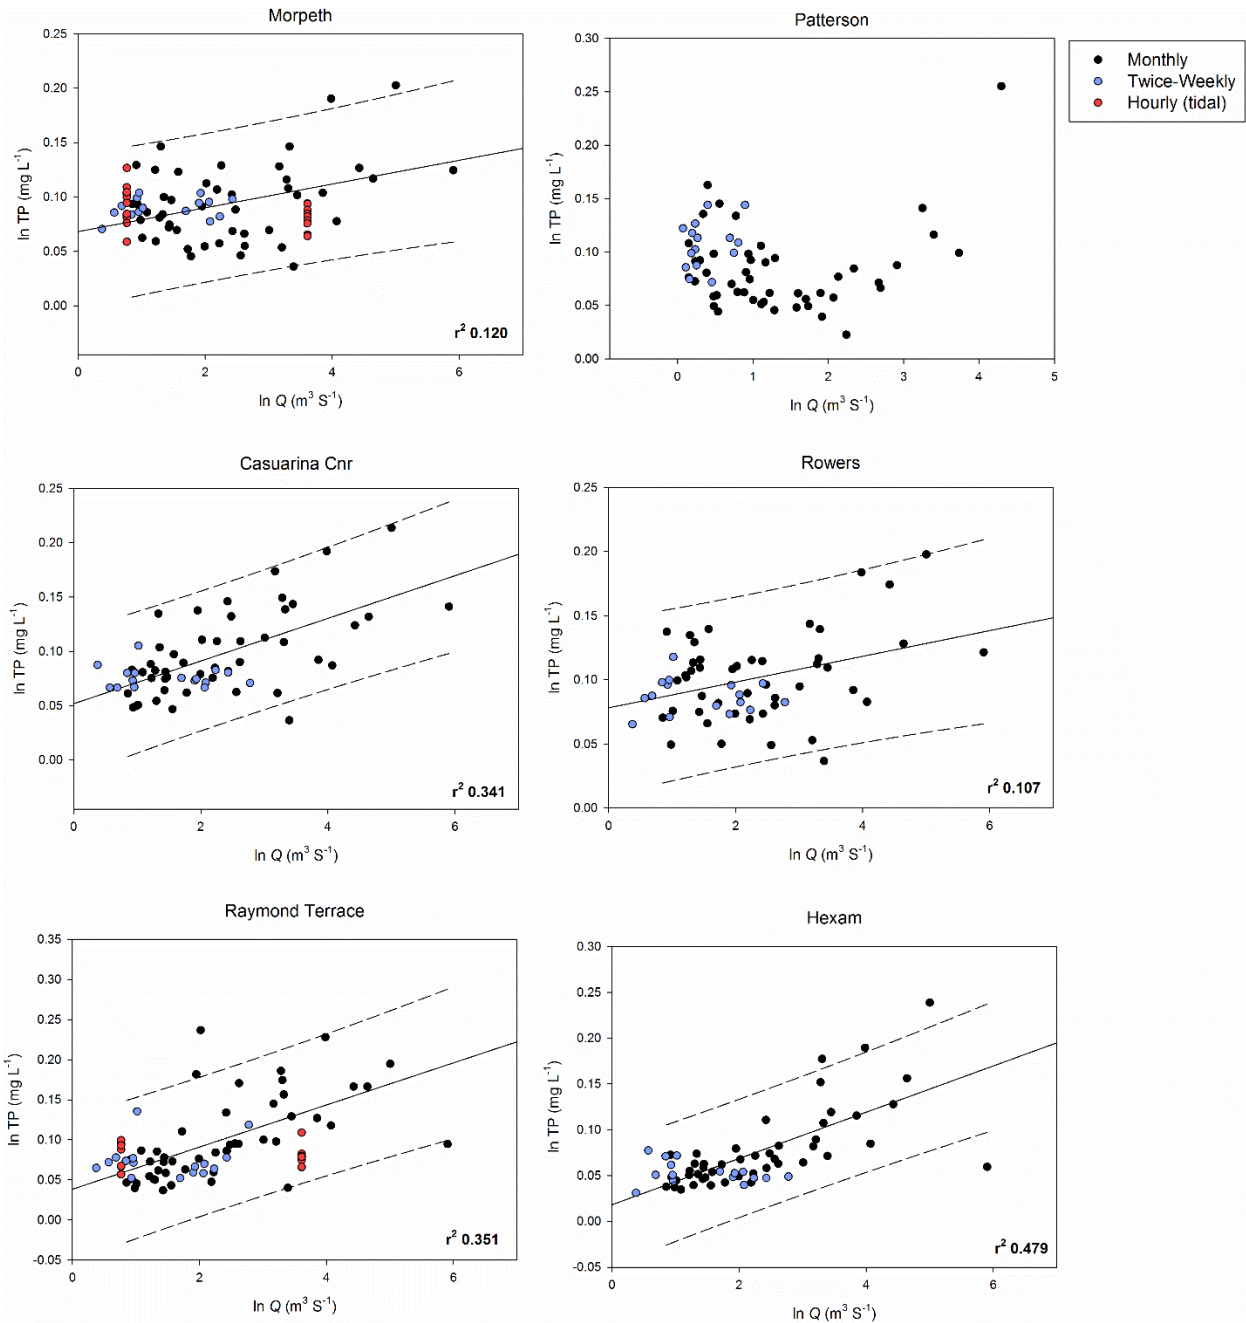 Morpeth
0.25
0.20
0.15
0.10
0.05
0.00
ln TP (mg L-1)
r2 0.120
0 2 4 6
ln Q (m3 S-1)
Patterson
0.30
0.25
0.20
0.15
0.10
0.05
0.00
ln TP (mg L-1)
0 1 2 3 4 5
ln Q (m3 S-1)
Monthly
Twice-Weekly
Hourly (tidal)
Casuarina Cnr
0.25
0.20
0.15
0.10
0.05
0.00
ln TP (mg L-1)
r2 0.341
0 2 4 6
ln Q (m3 S-1)
Rowers
0.25
0.20
0.15
0.10
0.05
0.00
ln TP (mg L-1)
r2 0.107
0 2 4 6
ln Q (m3 S-1)
Raymond Terrace
0.35
0.30
0.25
0.20
0.15
0.10
0.05
0.00
-0.05
ln TP (mg L-1)
r2 0.351
0 2 4 6
ln Q (m3 S-1)
Hexam
0.30
0.25
0.20
0.15
0.10
0.05
0.00
-0.05
ln TP (mg L-1)
r2 0.479
0 2 4 6
ln Q (m3 S-1)